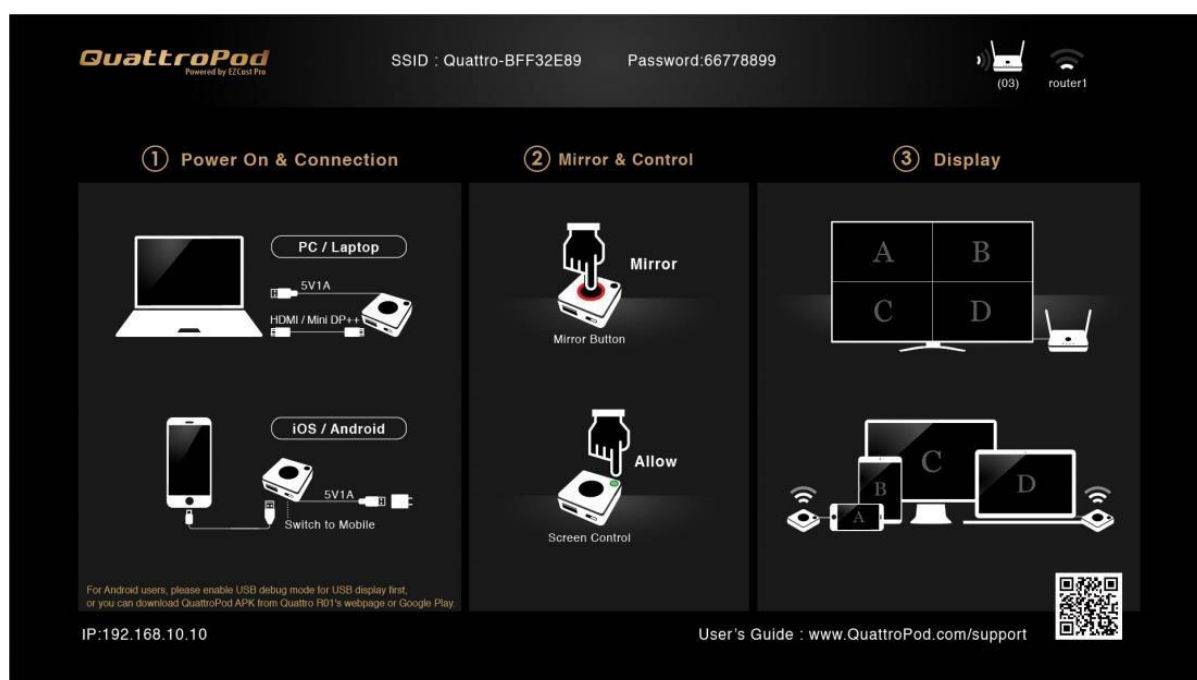 QuattroPod
Powered by EZCast Pro
SSID : Quattro-BFF32E89 Password:66778899
(03) router1
1 Power On & Connection
PC / Laptop
5V1A
HDMI / Mini DP++
iOS / Android
5V1A
Switch to Mobile
For Android users, please enable USB debug mode for USB display first,
or you can download QuattroPod APK from Quattro R01's webpage or Google Play.
2 Mirror & Control
Mirror
Mirror Button
Allow
Screen Control
3 Display
A B
C D
C
B
D
A
IP:192.168.10.10
User's Guide : www.QuattroPod.com/support